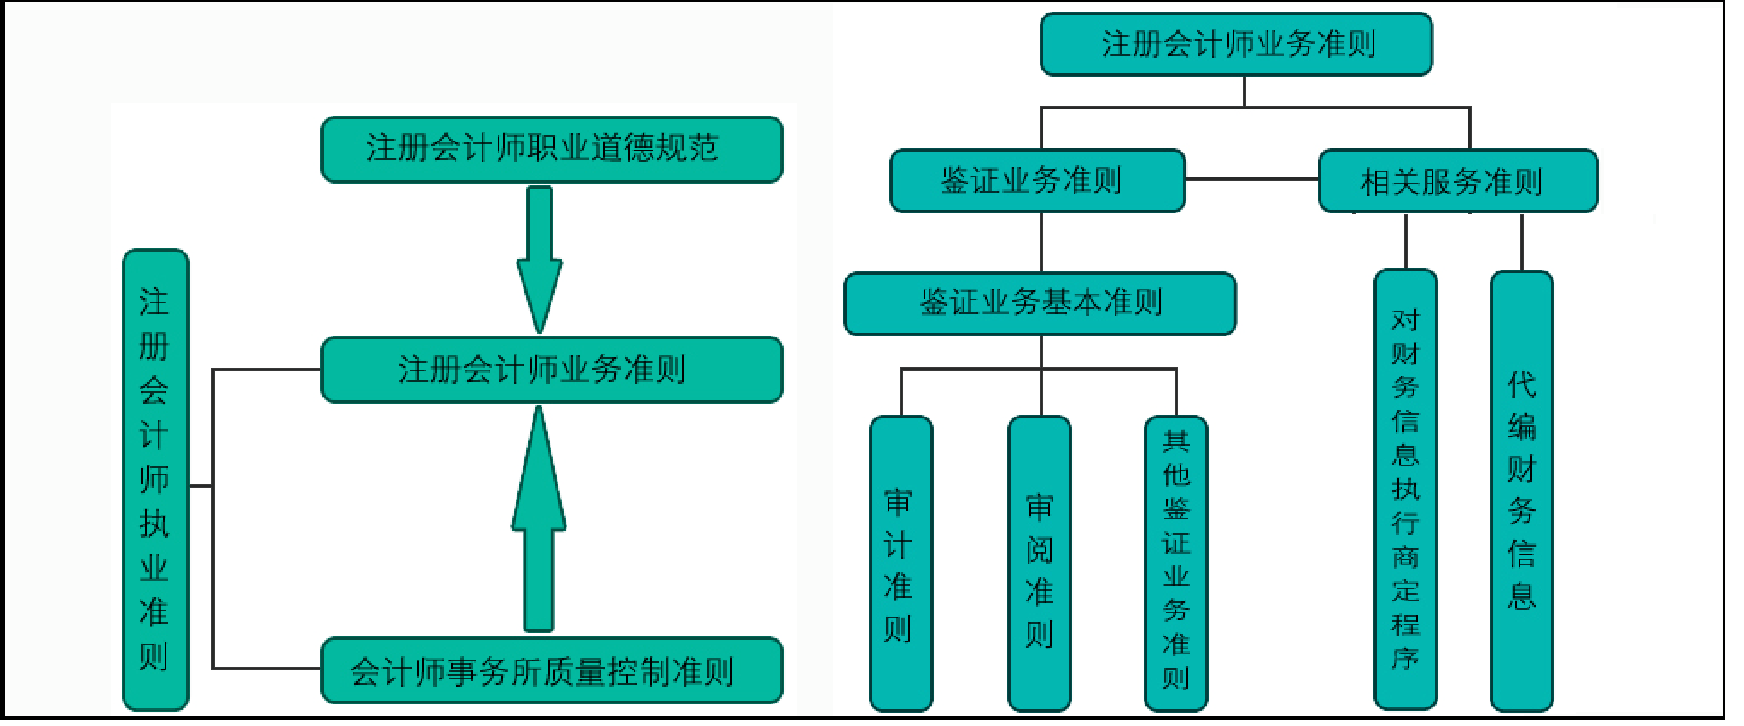 注册会计师职业道德规范
注册会计师执业准则
注册会计师业务准则
会计师事务所质量控制准则
注册会计师业务准则
鉴证业务准则
相关服务准则
鉴证业务基本准则
审计准则
审阅准则
其他鉴证业务准则
对财务信息执行商定程序
代编财务信息